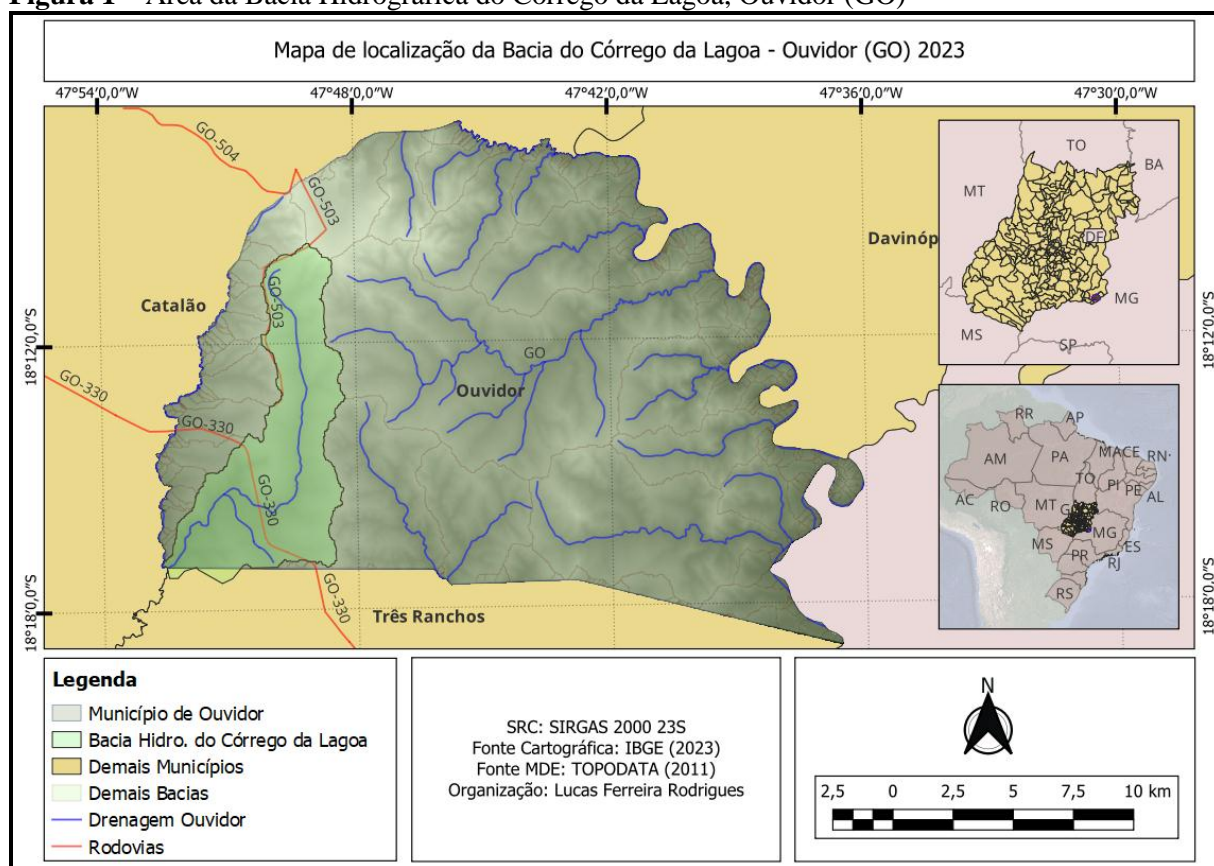 Figura 1 – Área da Bacia Hidrográfica do Córrego da Lagoa, Ouvidor (GO)
Mapa de localização da Bacia do Córrego da Lagoa - Ouvidor (GO) 2023
47°54'0,0"W 47°48'0,0"W 47°42'0,0"W 47°36'0,0"W 47°30'0,0"W
18°12'0,0"S
18°18'0,0"S
18°12'0,0"S
18°18'0,0"S
GO-504
GO-503
GO-503
GO-330
GO-330
GO-330
GO-330
Catalão
Davinóp
GO
Ouvidor
Três Ranchos
TO
BA
MT
DF
MG
MS
SP
RR
AP
AM
PA
MA
CE
RN
TO
PI
PE
AL
AC
RO
MT
G
MG
MS
ES
RJ
PR
RS
Legenda
Município de Ouvidor
Bacia Hidro. do Córrego da Lagoa
Demais Municípios
Demais Bacias
Drenagem Ouvidor
Rodovias
SRC: SIRGAS 2000 23S
Fonte Cartográfica: IBGE (2023)
Fonte MDE: TOPODATA (2011)
Organização: Lucas Ferreira Rodrigues
N
2,5 0 2,5 5 7,5 10 km